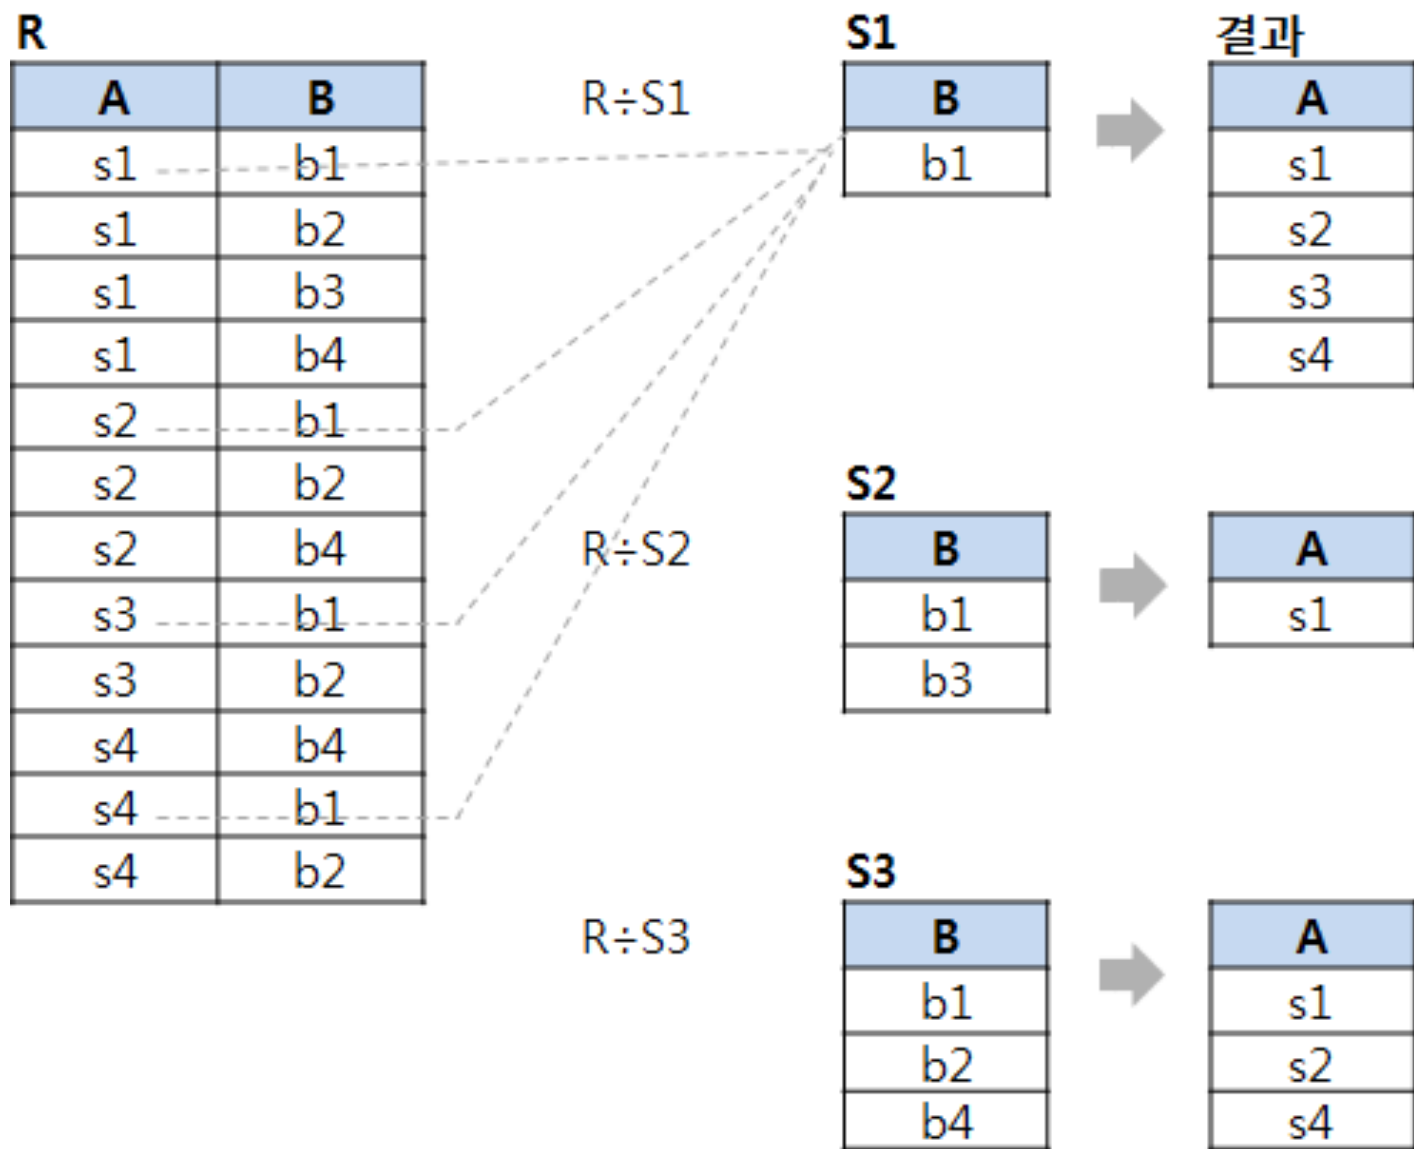 R
A B
s1 b1
s1 b2
s1 b3
s1 b4
s2 b1
s2 b2
s2 b4
s3 b1
s3 b2
s4 b4
s4 b1
s4 b2
R÷S1
S1
B
b1
결과
A
s1
s2
s3
s4
R÷S2
S2
B
b1
b3
A
s1
R÷S3
S3
B
b1
b2
b4
A
s1
s2
s4